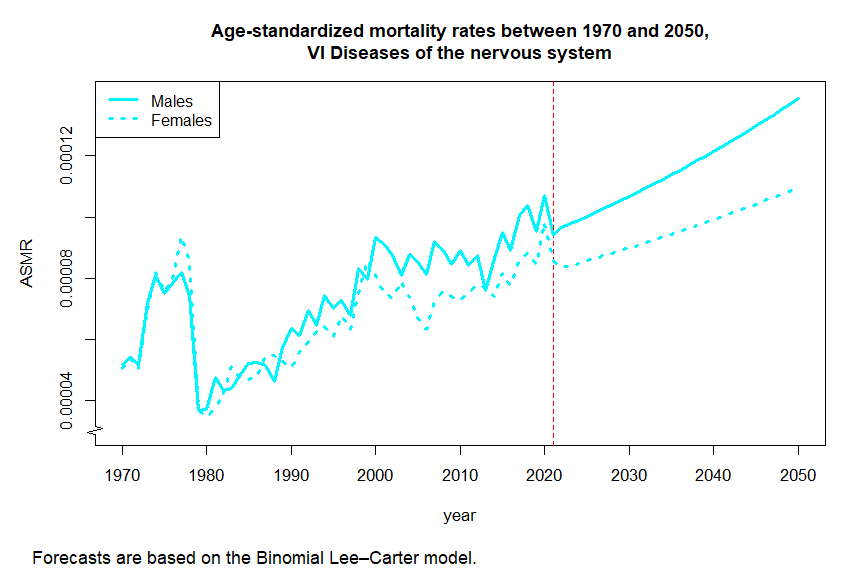 Age-standardized mortality rates between 1970 and 2050,
VI Diseases of the nervous system
Males
Females
ASMR
0.00012
0.00008
0.00004
1970 1980 1990 2000 2010 2020 2030 2040 2050
year
Forecasts are based on the Binomial Lee–Carter model.